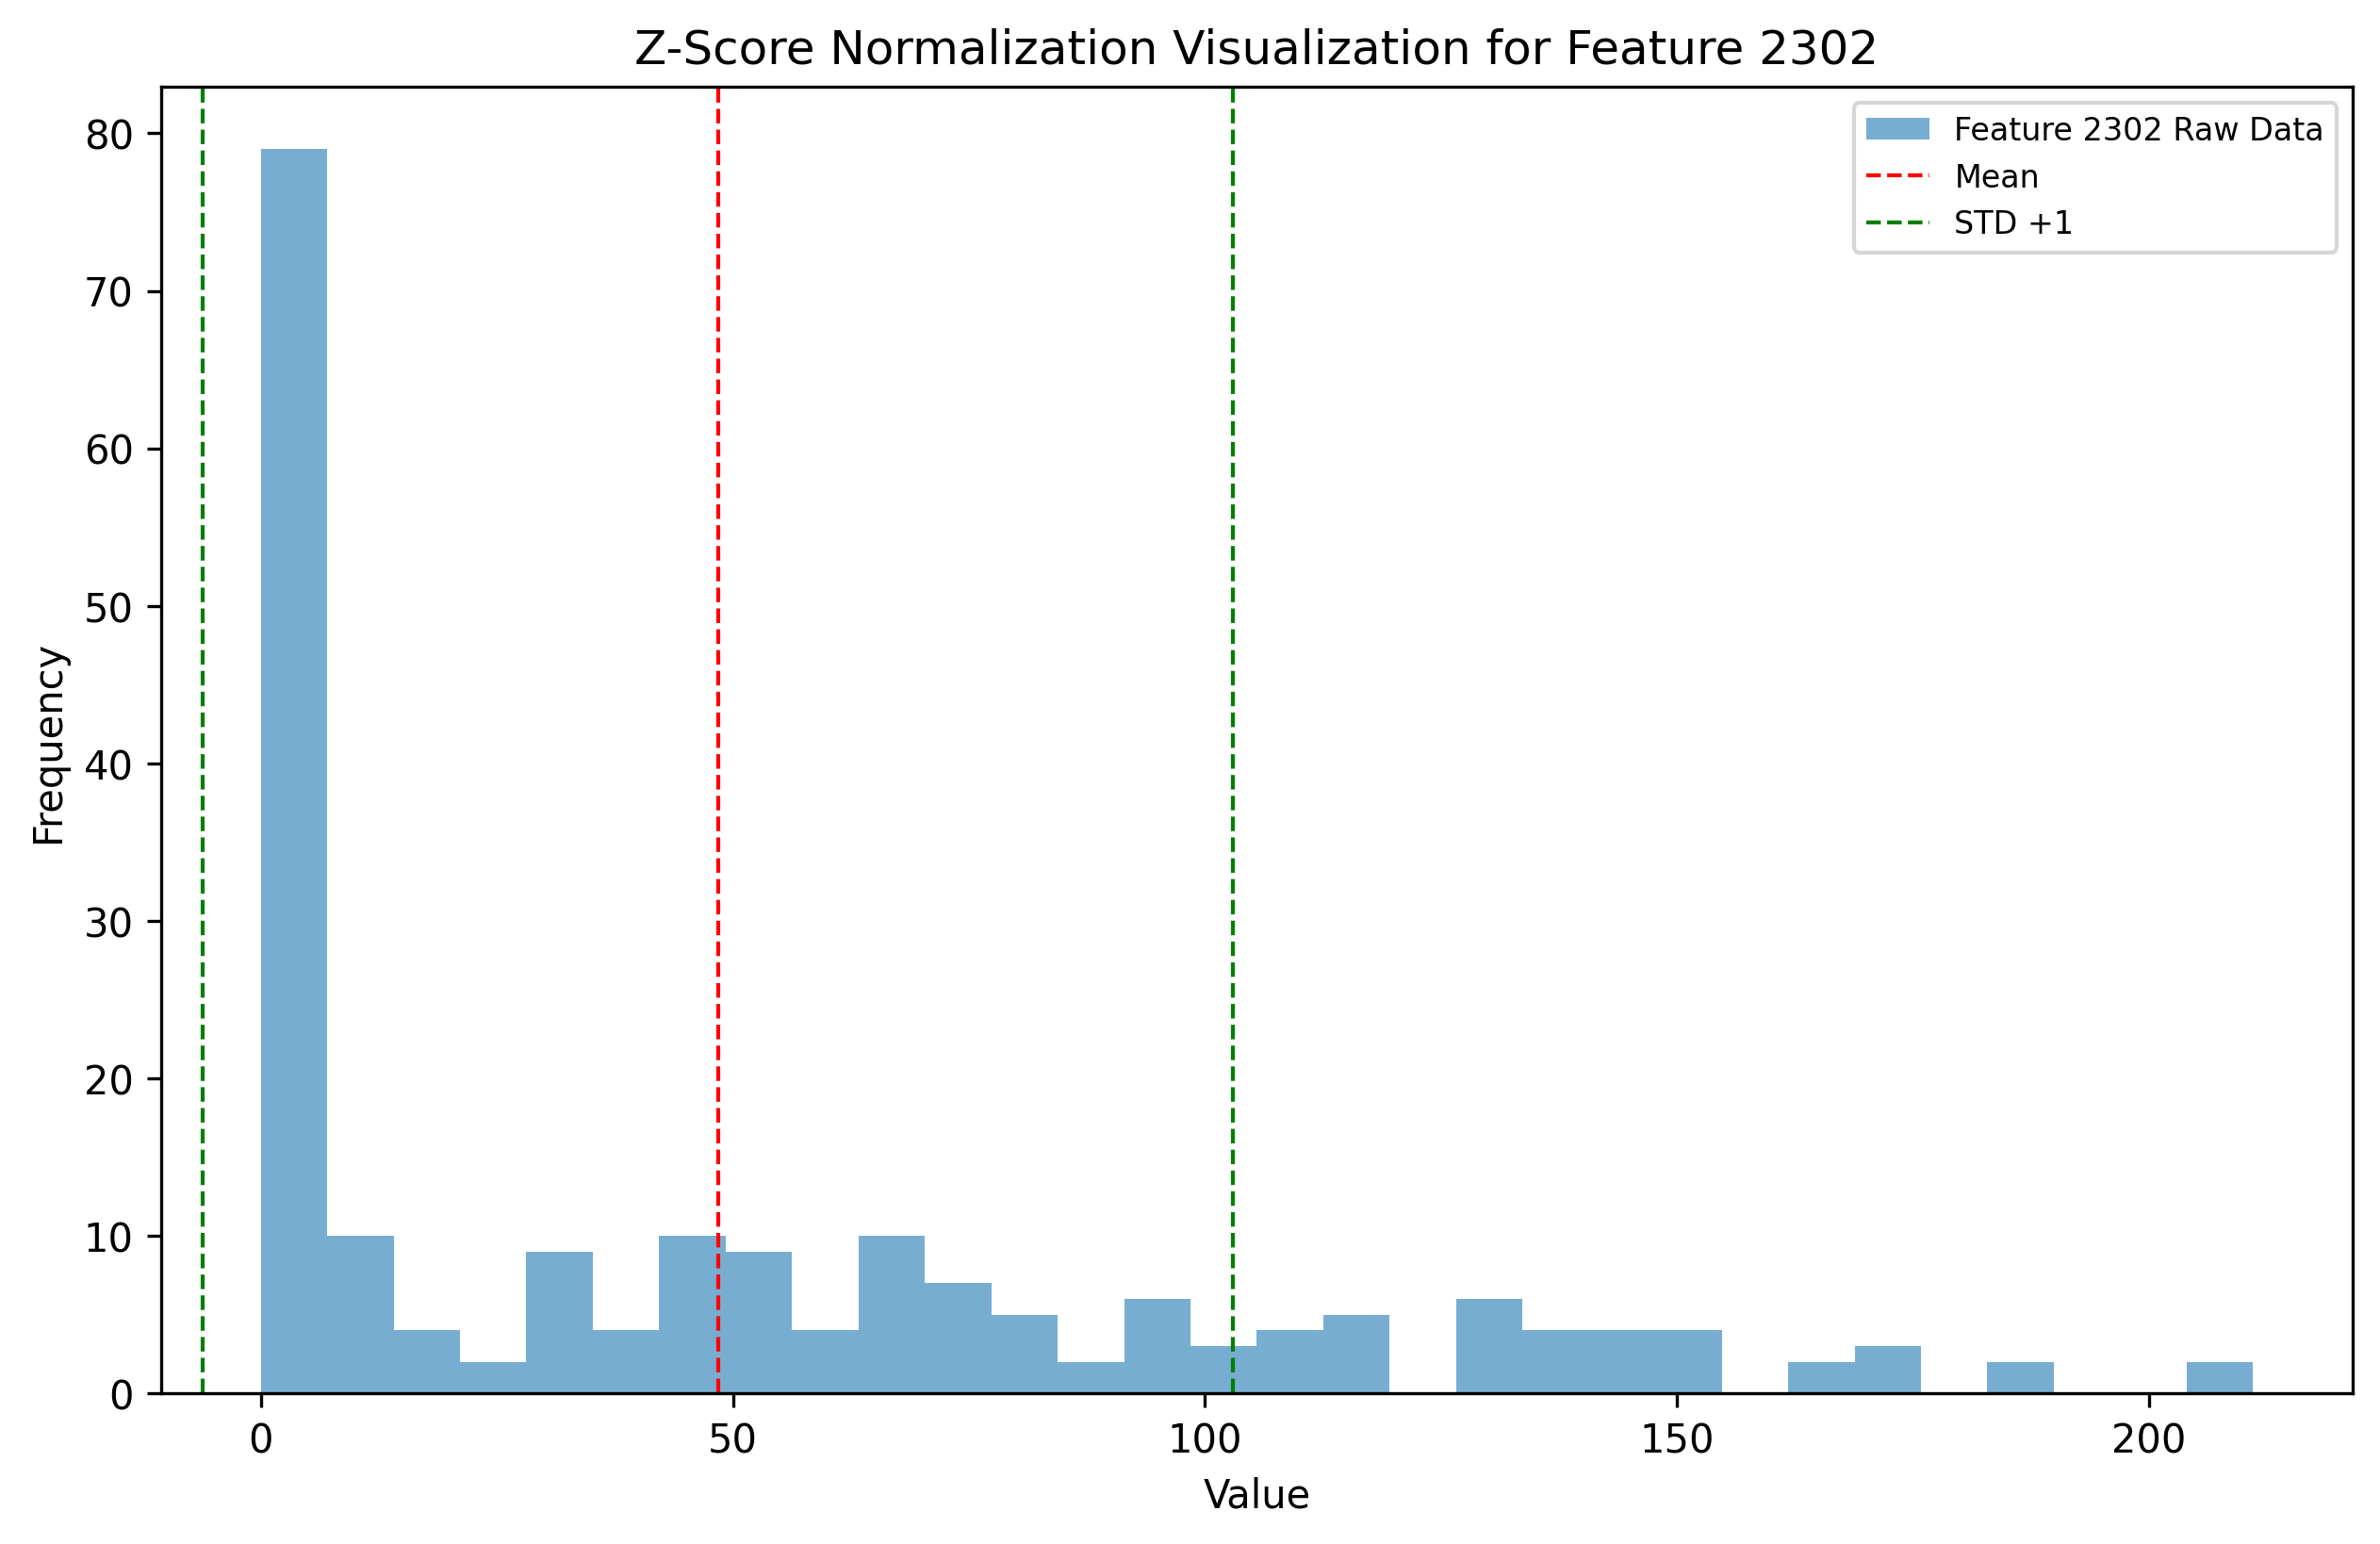 Z-Score Normalization Visualization for Feature 2302
Feature 2302 Raw Data
Mean
STD +1
80
70
60
50
40
30
20
10
0
Frequency
0 50 100 150 200
Value